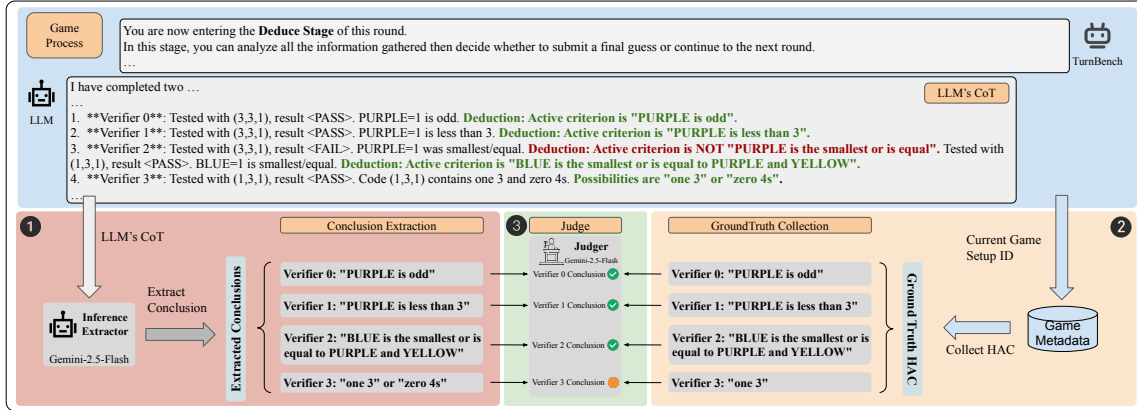 Game
Process
You are now entering the Deduce Stage of this round.
In this stage, you can analyze all the information gathered then decide whether to submit a final guess or continue to the next round.
…
TurnBench
LLM
I have completed two …
…
LLM's CoT
1. **Verifier 0**: Tested with (3,3,1), result <PASS>. PURPLE=1 is odd. Deduction: Active criterion is "PURPLE is odd".
2. **Verifier 1**: Tested with (3,3,1), result <PASS>. PURPLE=1 is less than 3. Deduction: Active criterion is "PURPLE is less than 3".
3. **Verifier 2**: Tested with (3,3,1), result <FAIL>. PURPLE=1 was smallest/equal. Deduction: Active criterion is NOT "PURPLE is the smallest or is equal". Tested with
(1,3,1), result <PASS>. BLUE=1 is smallest/equal. Deduction: Active criterion is "BLUE is the smallest or is equal to PURPLE and YELLOW".
4. **Verifier 3**: Tested with (1,3,1), result <PASS>. Code (1,3,1) contains one 3 and zero 4s. Possibilities are "one 3" or "zero 4s".
…
1
LLM's CoT
Inference
Extractor
Gemini-2.5-Flash
Extract
Conclusion
Extracted Conclusions
Conclusion Extraction
Verifier 0: "PURPLE is odd"
Verifier 1: "PURPLE is less than 3"
Verifier 2: "BLUE is the smallest or is
equal to PURPLE and YELLOW"
Verifier 3: "one 3" or "zero 4s"
3
Judge
Judger
Gemini-2.5-Flash
Verifier 0 Conclusion
Verifier 1 Conclusion
Verifier 2 Conclusion
Verifier 3 Conclusion
GroundTruth Collection
Verifier 0: "PURPLE is odd"
Verifier 1: "PURPLE is less than 3"
Verifier 2: "BLUE is the smallest or is
equal to PURPLE and YELLOW"
Verifier 3: "one 3"
Ground Truth HAC
2
Current Game
Setup ID
Collect HAC
Game
Metadata